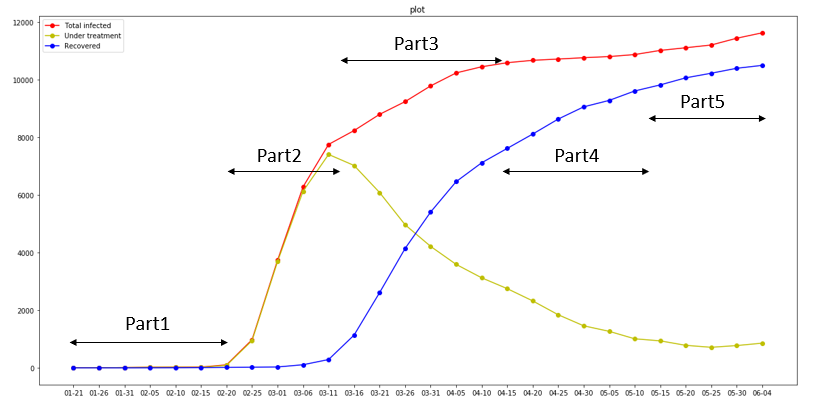 plot
12000
Total infected
Under treatment
Recovered
Part3
10000
Part5
8000
Part2
Part4
6000
4000
2000
Part1
0
01-21 01-26 01-31 02-05 02-10 02-15 02-20 02-25 03-01 03-06 03-11 03-16 03-21 03-26 03-31 04-05 04-10 04-15 04-20 04-25 04-30 05-05 05-10 05-15 05-20 05-25 05-30 06-04